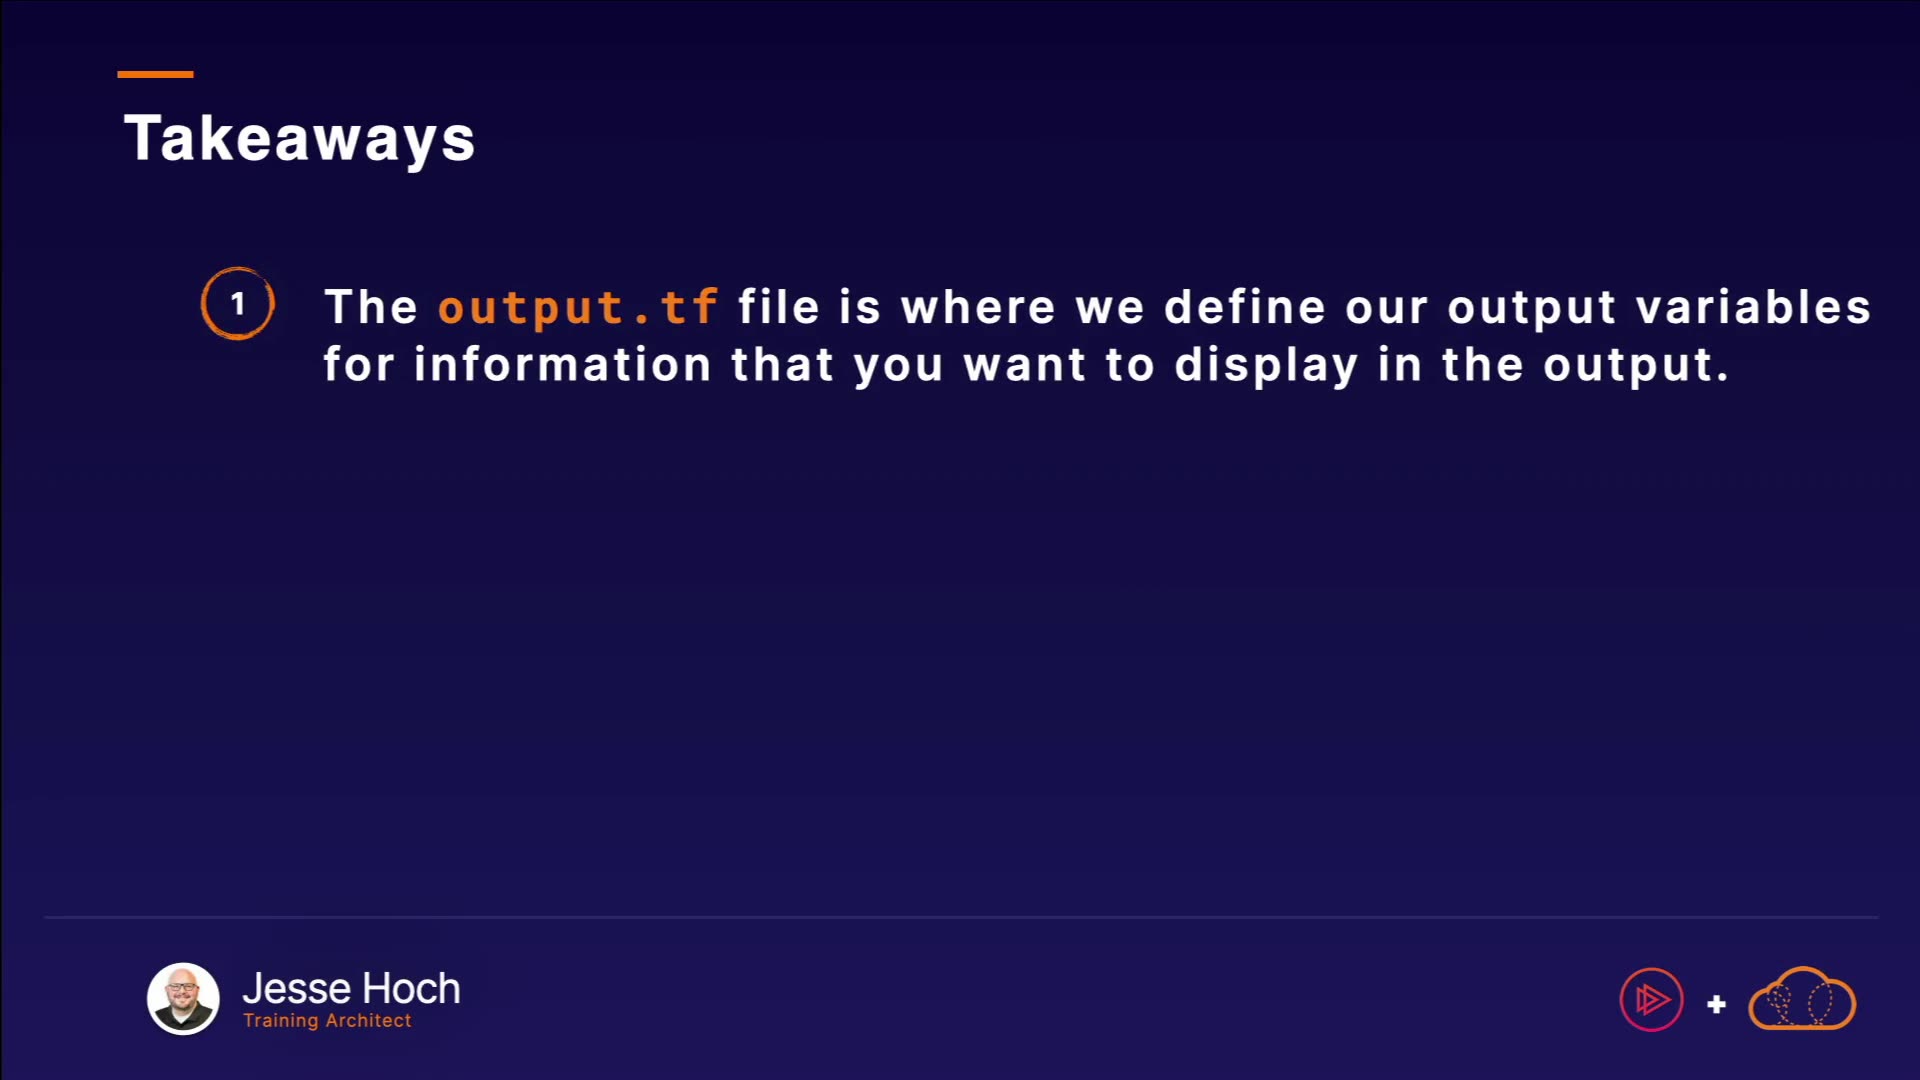 Takeaways
1
The output.tf file is where we define our output variables
for information that you want to display in the output.
Jesse Hoch
Training Architect
+